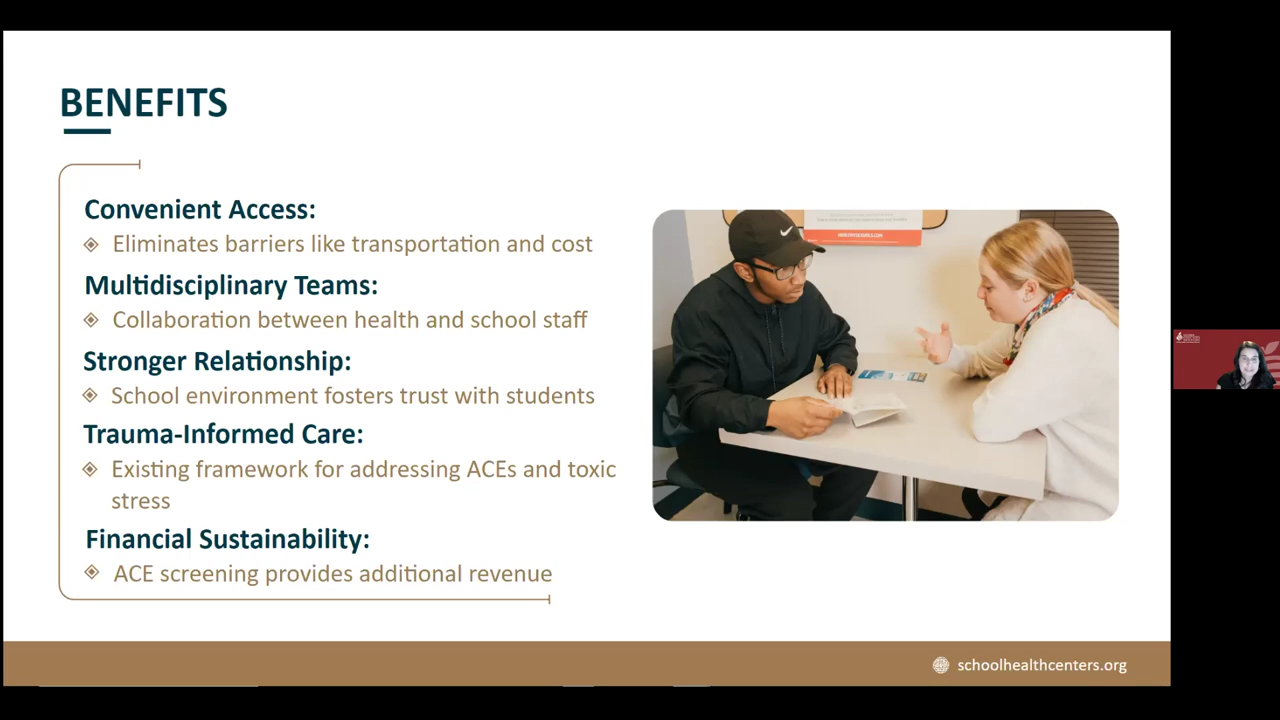 BENEFITS
Convenient Access:
Eliminates barriers like transportation and cost
Multidisciplinary Teams:
Collaboration between health and school staff
Stronger Relationship:
School environment fosters trust with students
Trauma-Informed Care:
Existing framework for addressing ACEs and toxic
stress
Financial Sustainability:
ACE screening provides additional revenue
schoolhealthcenters.org